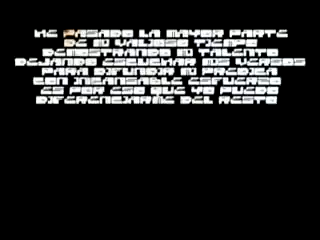 HE PASADO LA MAYOR PARTE
DE MI VALIOSO TIEMPO
DEMOSTRANDO MI TALENTO
DEJANDO ESCUCHAR MIS VERSOS
PARA DIFUNDIR MI PREDICA
CON INCANSABLE ESFUERZO
ES POR ESO QUE YO PUEDO
DIFERENCIARME DEL RESTO